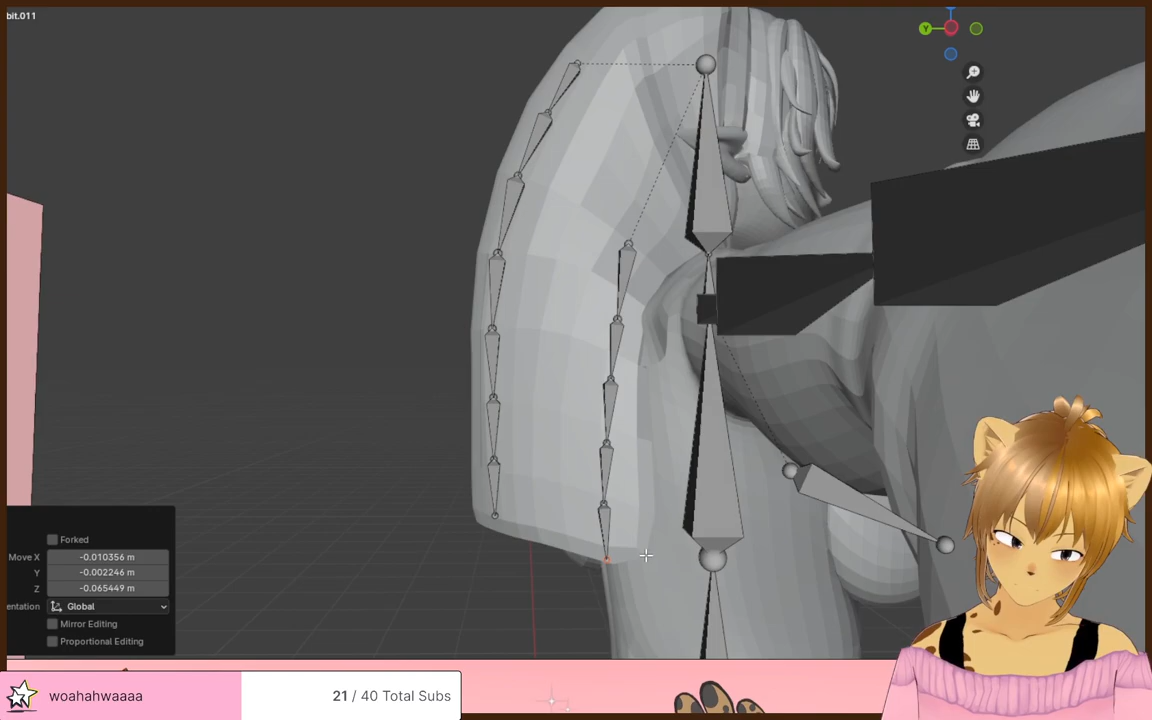 bit.011
Y
Forked
Move X -0.010356 m
Y -0.002246 m
Z -0.065449 m
entation Global
Mirror Editing
Proportional Editing
woahahwaaaa 21 / 40 Total Subs